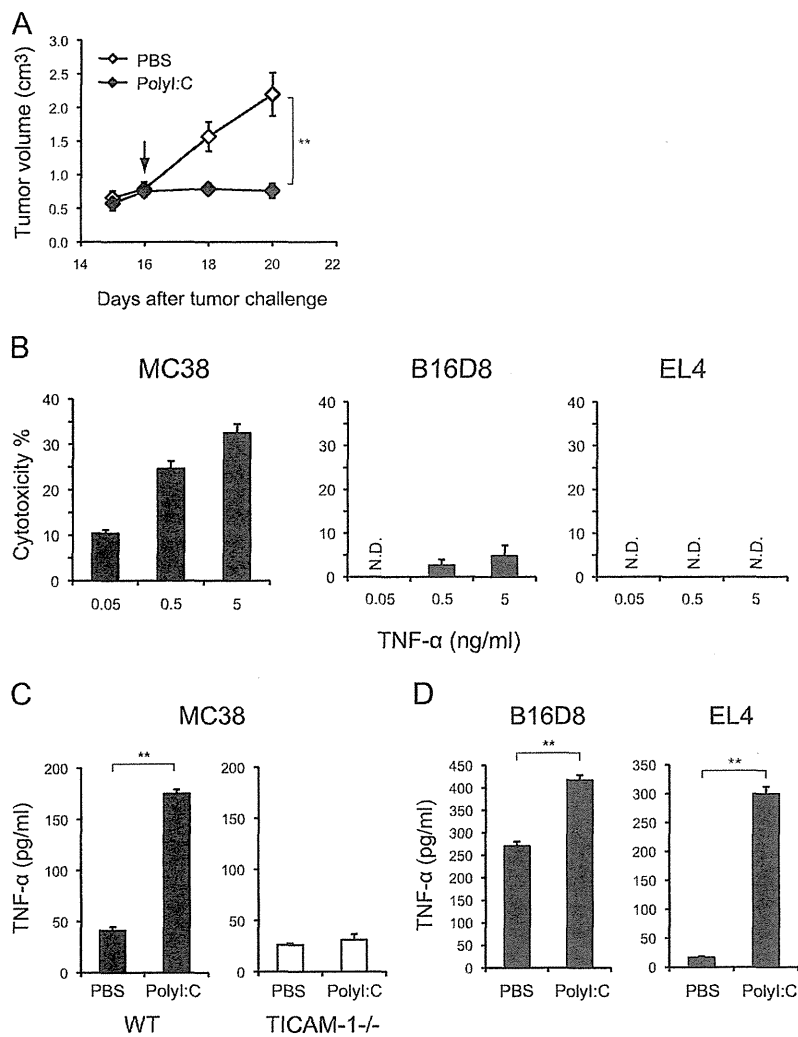 A
Tumor volume (cm³)
3.0
2.5
2.0
1.5
1.0
0.5
0.0
PBS
PolyI:C
**
14 16 18 20 22
Days after tumor challenge
B
MC38 B16D8 EL4
Cytotoxicity %
40
30
20
10
0
0.05 0.5 5
40
30
20
10
0
N.D.
0.05 0.5 5
40
30
20
10
0
N.D. N.D. N.D.
0.05 0.5 5
TNF-α (ng/ml)
C
MC38
TNF-α (pg/ml)
200
150
100
50
0
**
PBS PolyI:C
WT
200
150
100
50
0
PBS PolyI:C
TICAM-1-/-
D
B16D8 EL4
TNF-α (pg/ml)
450
400
350
300
250
200
150
100
50
0
**
PBS PolyI:C
350
300
250
200
150
100
50
0
**
PBS PolyI:C